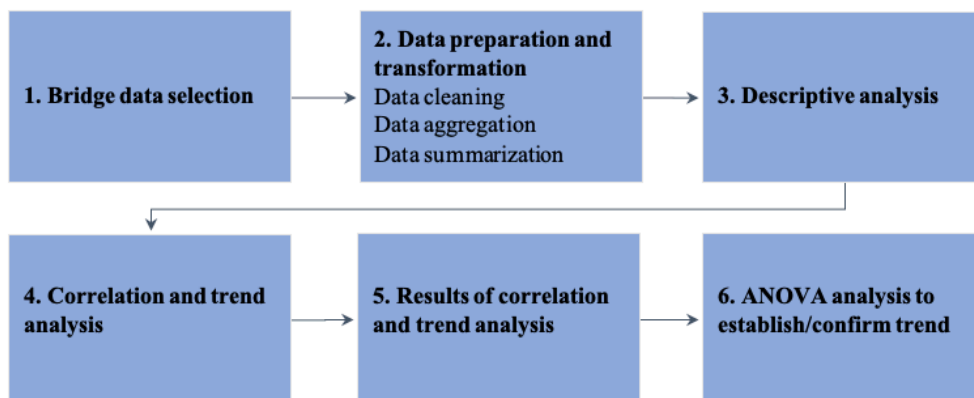 1. Bridge data selection
2. Data preparation and
transformation
Data cleaning
Data aggregation
Data summarization
3. Descriptive analysis
4. Correlation and trend
analysis
5. Results of correlation
and trend analysis
6. ANOVA analysis to
establish/confirm trend